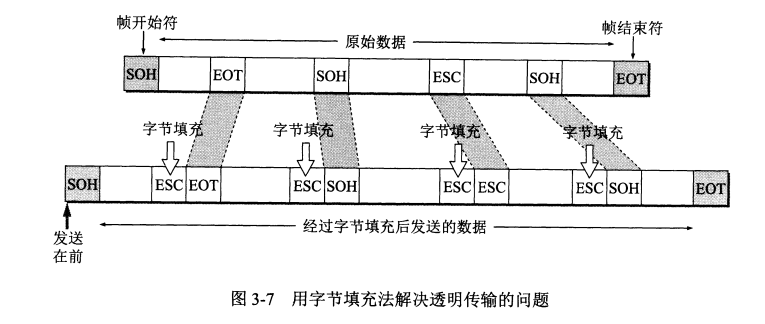 帧开始符
原始数据
帧结束符
SOH EOT SOH ESC SOH EOT
字节填充 字节填充 字节填充 字节填充
SOH ESC EOT ESC SOH ESC ESC ESC SOH EOT
经过字节填充后发送的数据
发送
在前
图 3-7 用字节填充法解决透明传输的问题